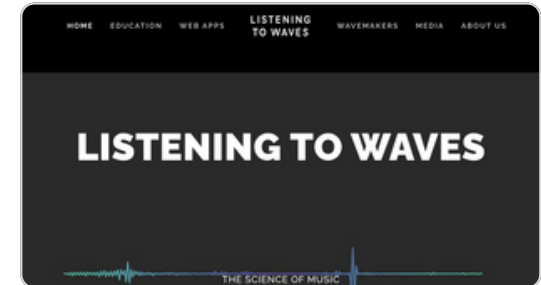 HOME EDUCATION WEB APPS LISTENING TO WAVES WAVEMAKERS MEDIA ABOUT US
LISTENING TO WAVES
THE SCIENCE OF MUSIC